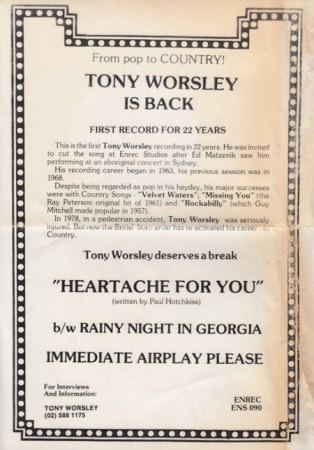 From pop to COUNTRY!
TONY WORSLEY
IS BACK
FIRST RECORD FOR 22 YEARS
This is the first Tony Worsley recording in 22 years. He was invited
to cut the song at Enrec Studios after Ed Matzenik saw him
performing at an aboriginal concert in Sydney.
His recording career began in 1963, his previous session was in
1968.
Despite being regarded as pop in his heyday, his major successes
were with Country Songs - "Velvet Waters"; "Missing You" (the
Ray Peterson original hit of 1961) and "Rockabilly" (which Guy
Mitchell made popular in 1957).
In 1978, in a pedestrian accident, Tony Worsley was seriously
injured. But now the British born artist has re-activated his career in
Country.
Tony Worsley deserves a break
"HEARTACHE FOR YOU"
(written by Paul Hotchkiss)
b/w RAINY NIGHT IN GEORGIA
IMMEDIATE AIRPLAY PLEASE
For Interviews
And Information:
TONY WORSLEY
(02) 588 1175
ENREC
ENS 090